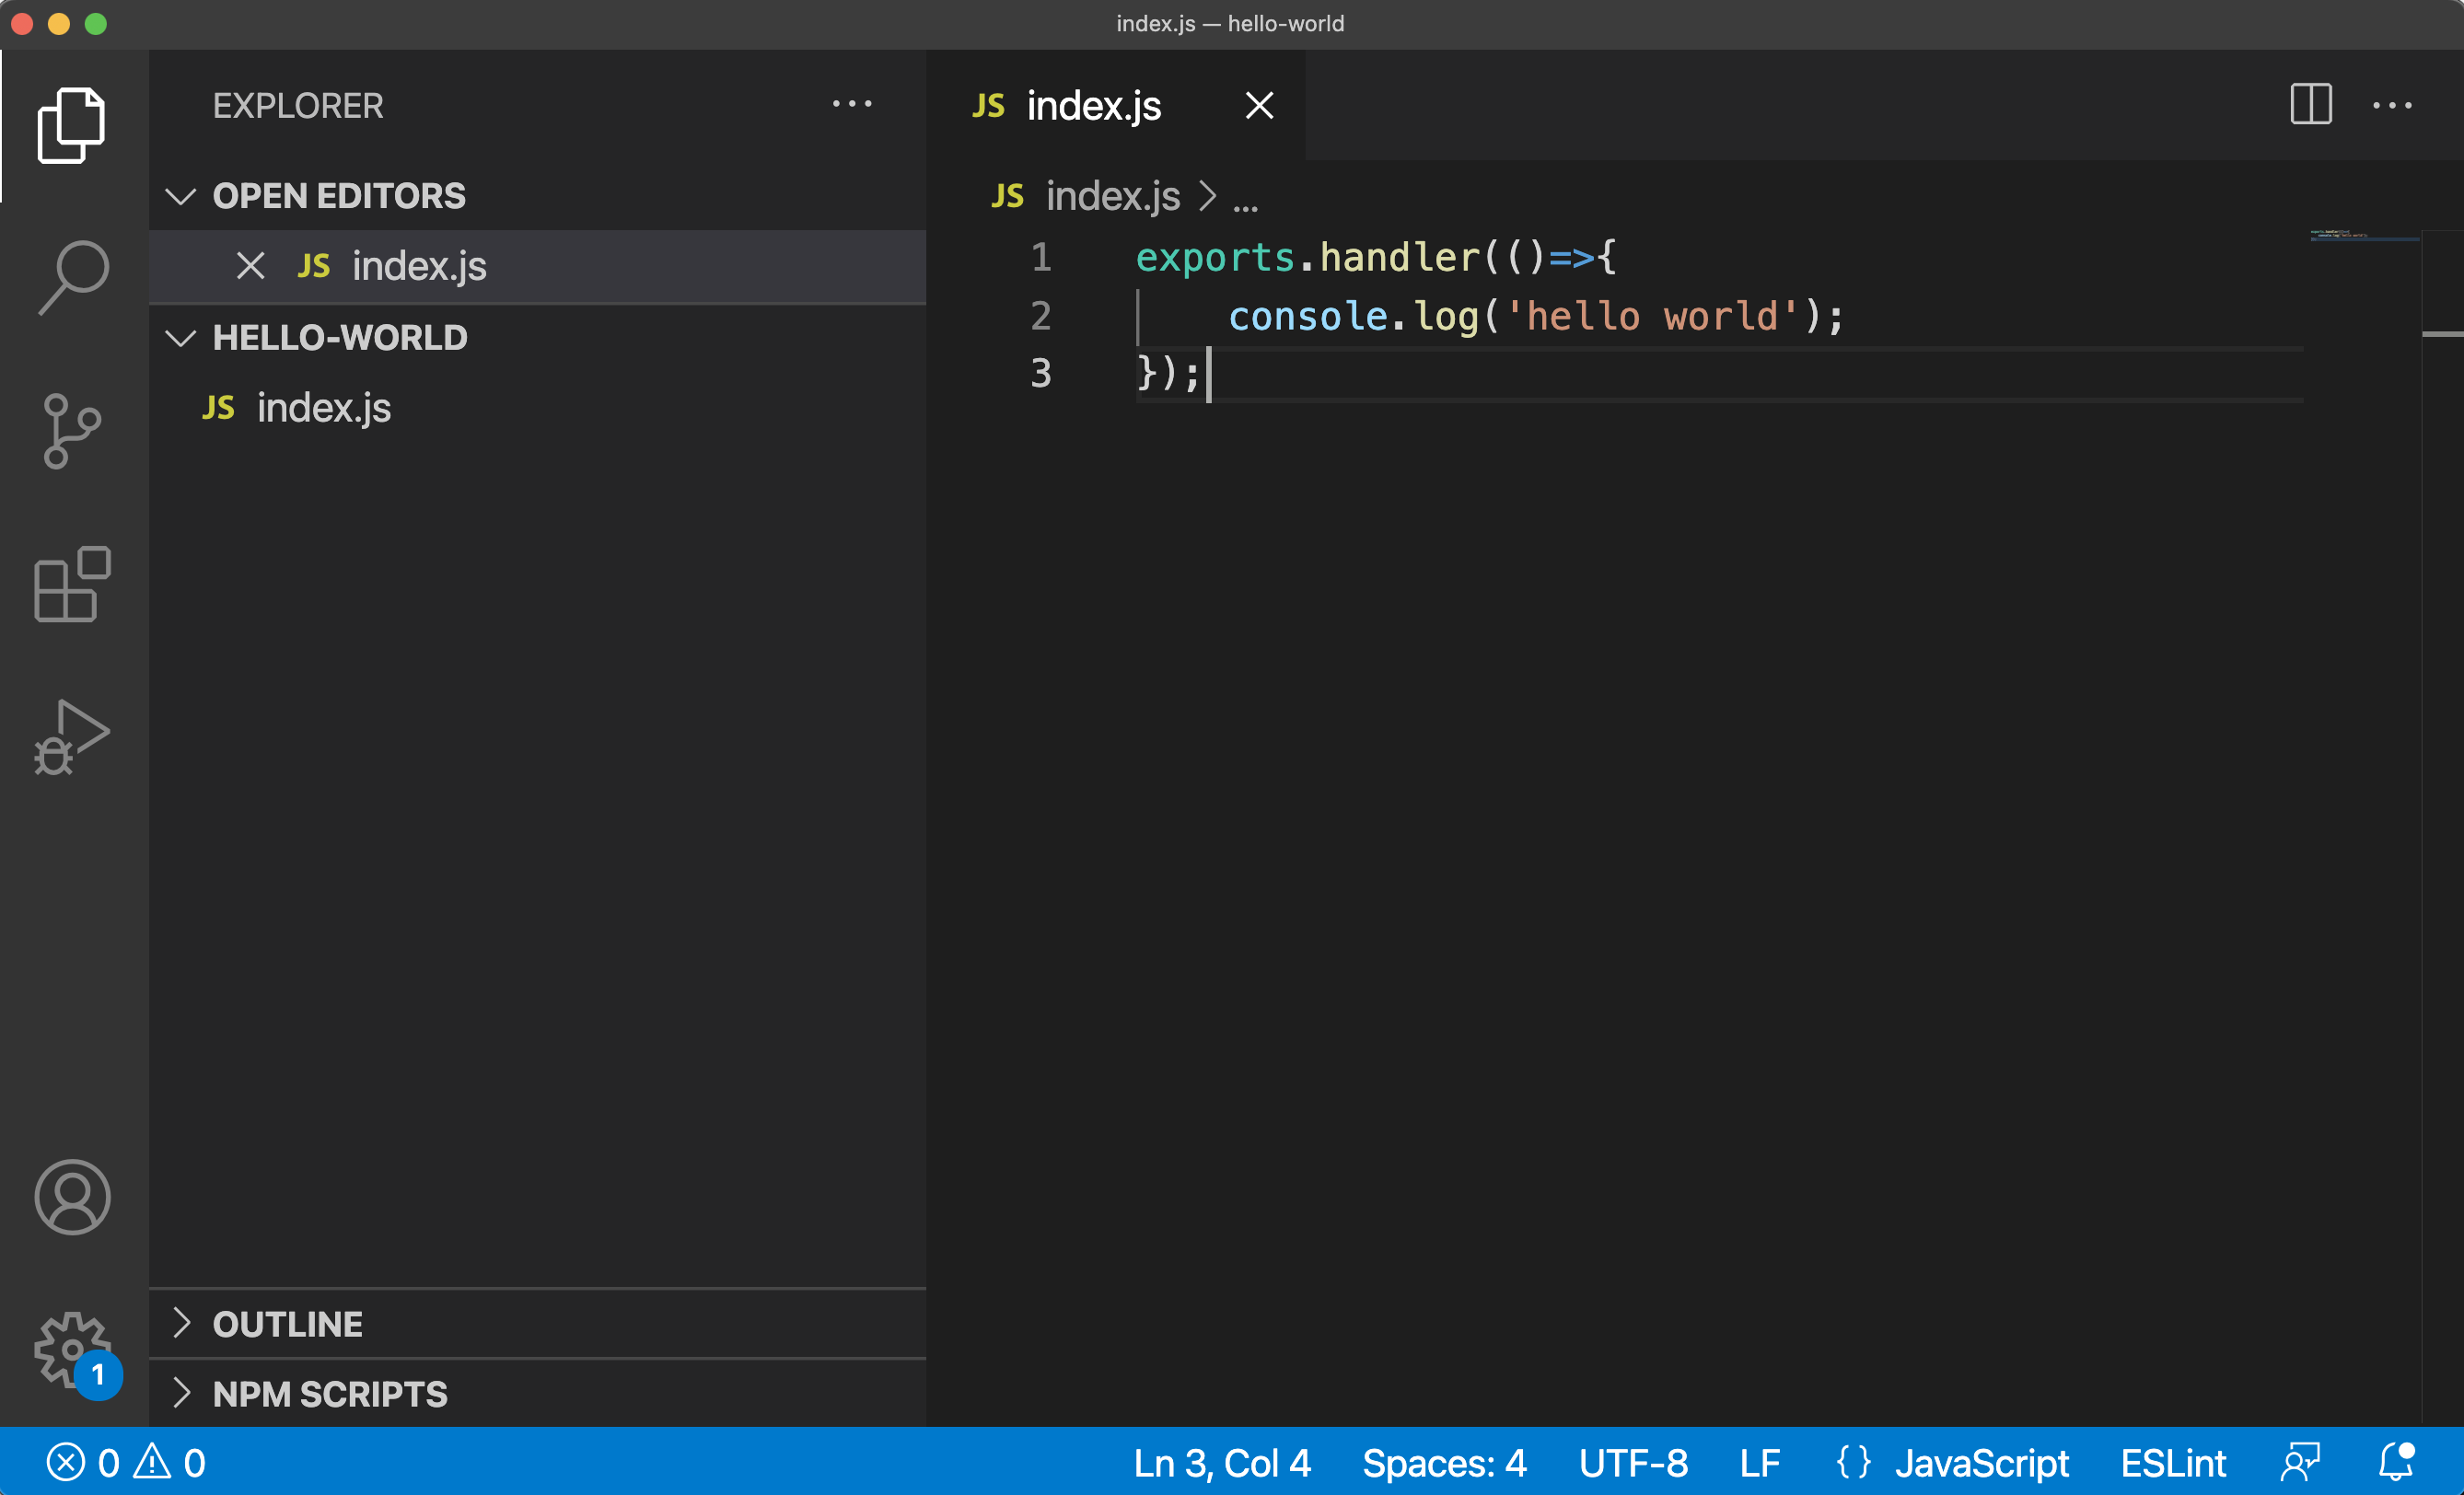 index.js — hello-world
EXPLORER
OPEN EDITORS
JS index.js
HELLO-WORLD
JS index.js
OUTLINE
NPM SCRIPTS
1
JS index.js
JS index.js > ...
1 exports.handler(()=>{
2 console.log('hello world');
3 });
0 0
Ln 3, Col 4 Spaces: 4 UTF-8 LF {} JavaScript ESLint